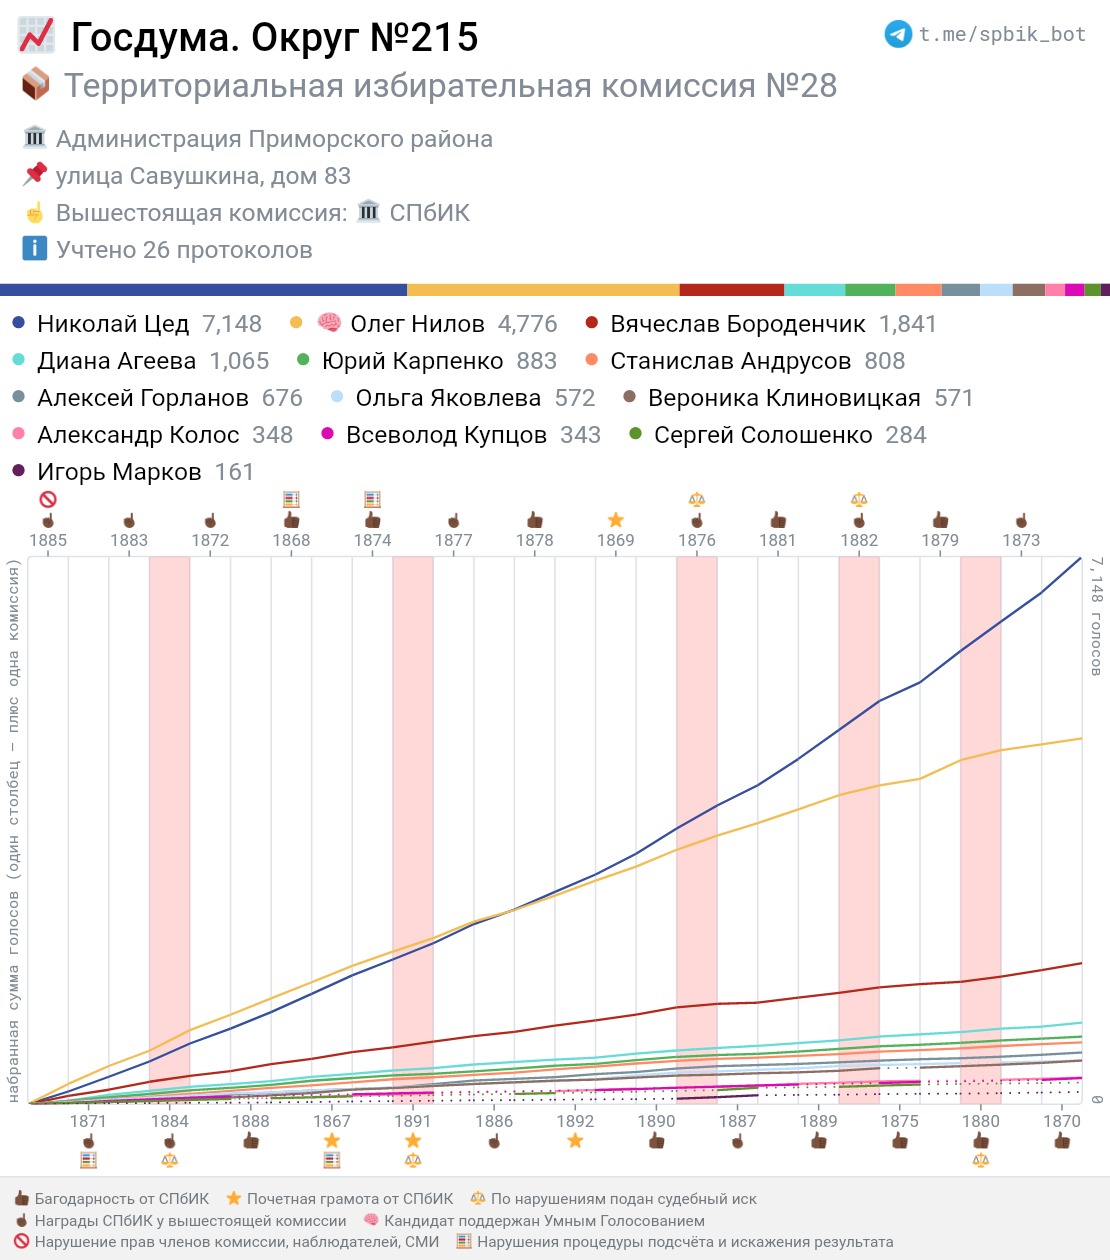 Госдума. Округ №215
t.me/spbik_bot
Территориальная избирательная комиссия №28
Администрация Приморского района
улица Савушкина, дом 83
Вышестоящая комиссия: СПбИК
Учтено 26 протоколов
Николай Цед 7,148 Олег Нилов 4,776 Вячеслав Бороденчик 1,841
Диана Агеева 1,065 Юрий Карпенко 883 Станислав Андрусов 808
Алексей Горланов 676 Ольга Яковлева 572 Вероника Клиновицкая 571
Александр Колос 348 Всеволод Купцов 343 Сергей Солошенко 284
Игорь Марков 161
1885 1883 1872 1868 1874 1877 1878 1869 1876 1881 1882 1879 1873
набранная сумма голосов (один столбец – плюс одна комиссия)
7,148 голосов
0
1871 1884 1888 1867 1891 1886 1892 1890 1887 1889 1875 1880 1870
Багодарность от СПбИК Почетная грамота от СПбИК По нарушениям подан судебный иск
Награды СПбИК у вышестоящей комиссии Кандидат поддержан Умным Голосованием
Нарушение прав членов комиссии, наблюдателей, СМИ Нарушения процедуры подсчёта и искажения результата